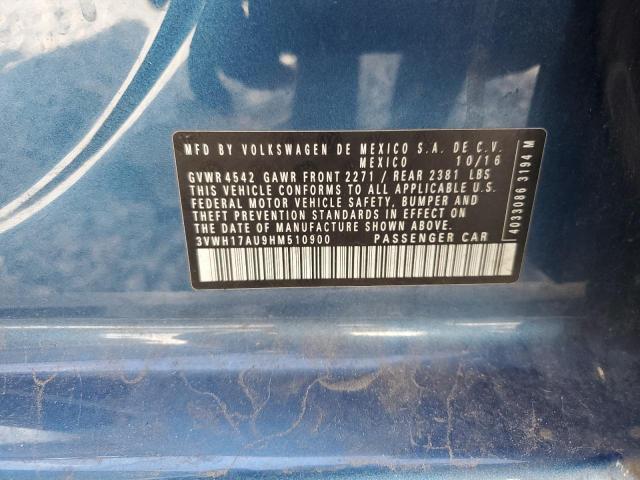 MFD BY VOLKSWAGEN DE MEXICO S.A. DE C.V.
MEXICO 10/16
GVWR 4542 GAWR FRONT 2271 / REAR 2381 LBS
THIS VEHICLE CONFORMS TO ALL APPLICABLE U.S.
FEDERAL MOTOR VEHICLE SAFETY, BUMPER AND
THEFT PREVENTION STANDARDS IN EFFECT ON
THE DATE OF MANUFACTURE SHOWN ABOVE.
3VWH17AU9HM510900 PASSENGER CAR
4033086 3194 M